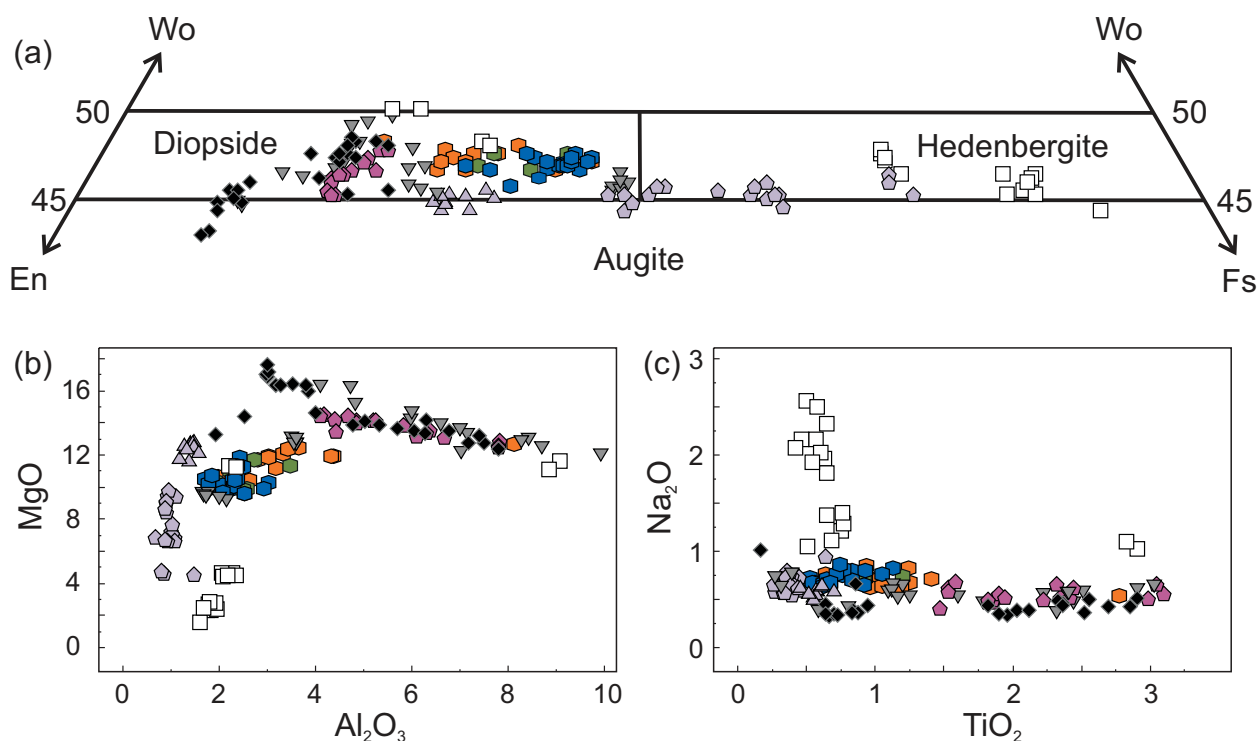 (a) Wo Wo
50 50
Diopside Hedenbergite
45 45
En Augite Fs
(b) (c)
16
12
8
4
0
MgO
0 2 4 6 8 10
Al₂O₃
3
2
1
0
Na₂O
0 1 2 3
TiO₂